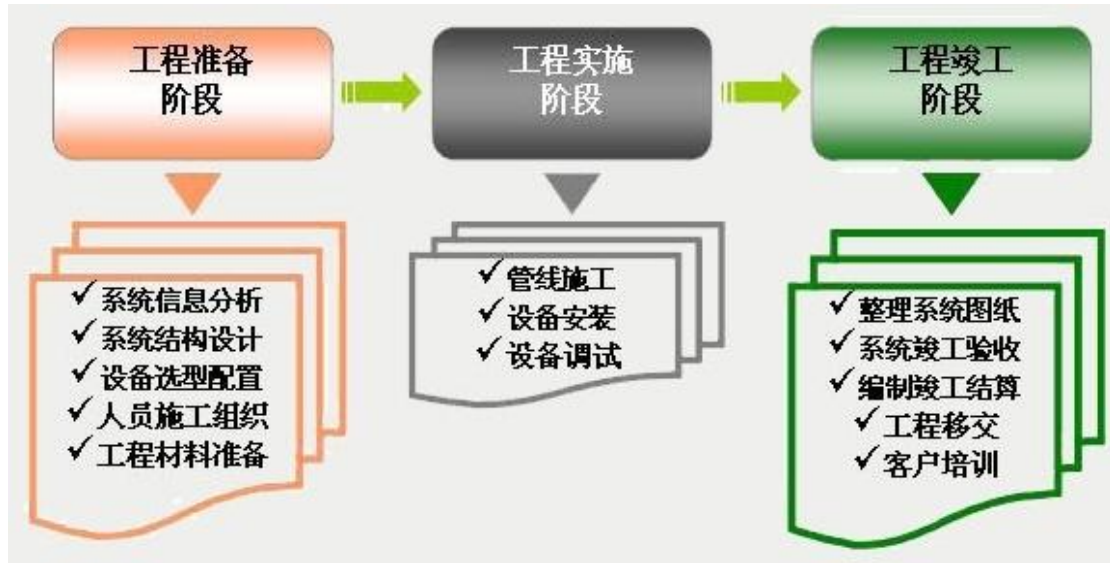 工程准备
阶段
工程实施
阶段
工程竣工
阶段
✓系统信息分析
✓系统结构设计
✓设备选型配置
✓人员施工组织
✓工程材料准备
✓管线施工
✓设备安装
✓设备调试
✓整理系统图纸
✓系统竣工验收
✓编制竣工结算
✓工程移交
✓客户培训